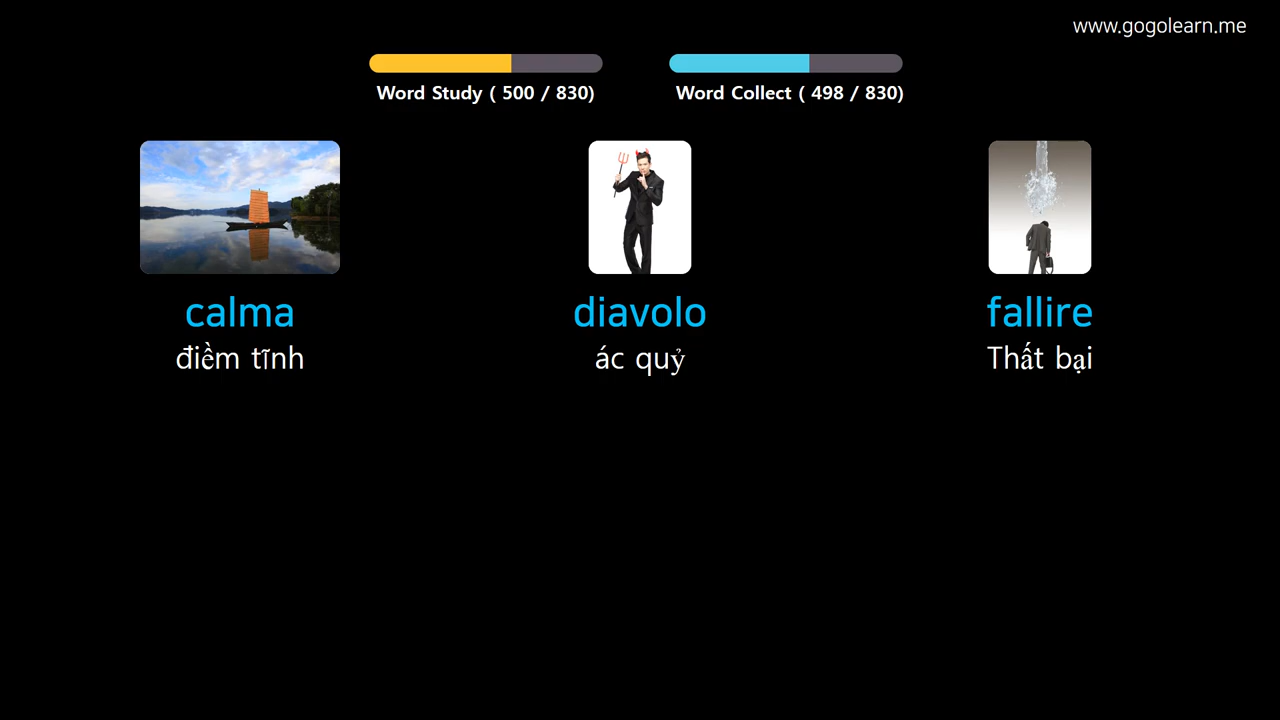 www.gogolearn.me
Word Study ( 500 / 830)
Word Collect ( 498 / 830)
calma
diavolo
fallire
điềm tĩnh
ác quỷ
Thất bại